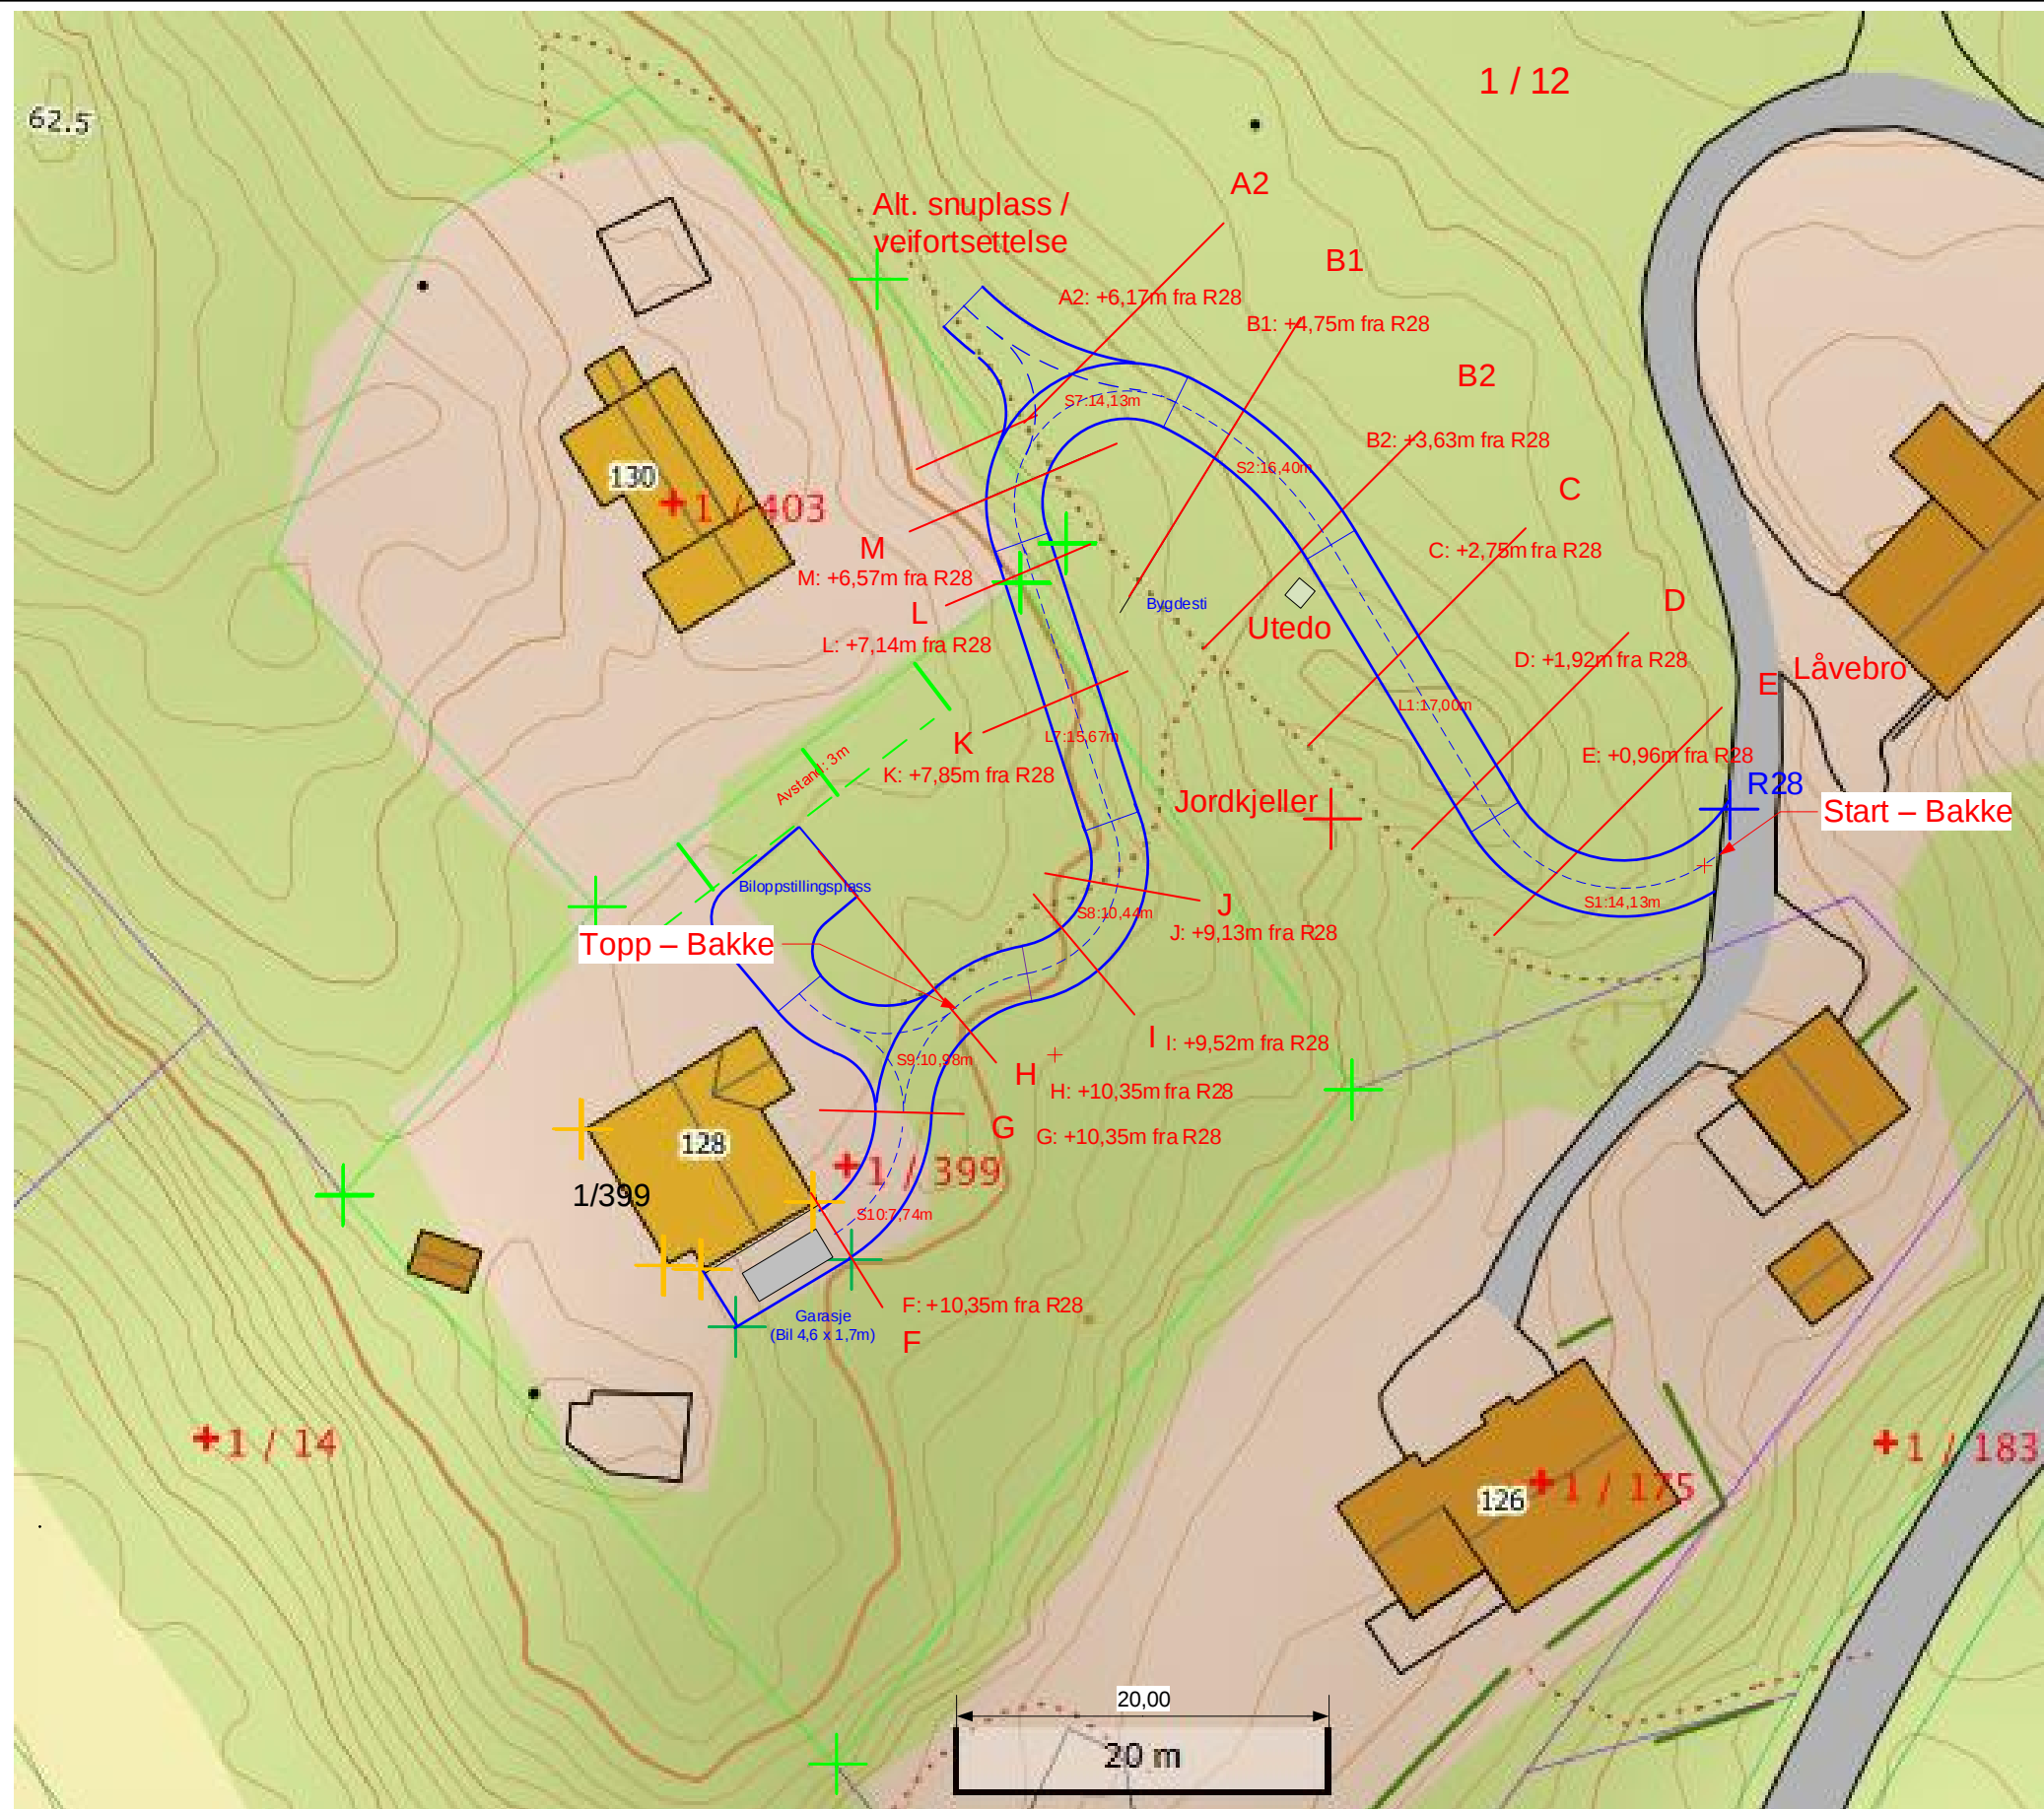 1 / 12
62.5
A2
Alt. snuplass /
veifortsettelse
B1
A2: +6,17m fra R28
B1: +4,75m fra R28
B2
S7:14,13m
B2: +3,63m fra R28
S2:16,40m
130
1 / 403
C
M
C: +2,75m fra R28
M: +6,57m fra R28
L
Bygdesti
D
Utedo
L: +7,14m fra R28
D: +1,92m fra R28
E
Låvebro
L1:17,00m
K
L7:15,67m
E: +0,96m fra R28
K: +7,85m fra R28
Avstand: 3m
R28
Jordkjeller
Start – Bakke
Biloppstillingsplass
S1:14,13m
J
S8:10,44m
J: +9,13m fra R28
Topp – Bakke
I
I: +9,52m fra R28
S9:10,98m
H
H: +10,35m fra R28
G
G: +10,35m fra R28
128
1 / 399
1/399
S10:7,74m
F: +10,35m fra R28
Garasje
(Bil 4,6 x 1,7m)
F
1 / 14
1 / 183
126
1 / 175
20,00
20 m